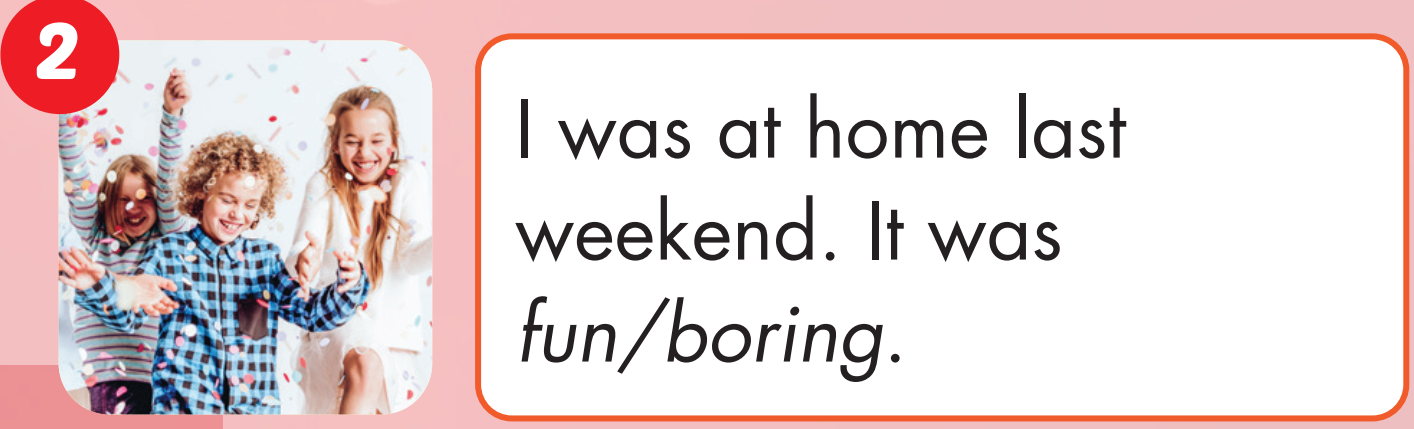 2
I was at home last
weekend. It was
fun/boring.